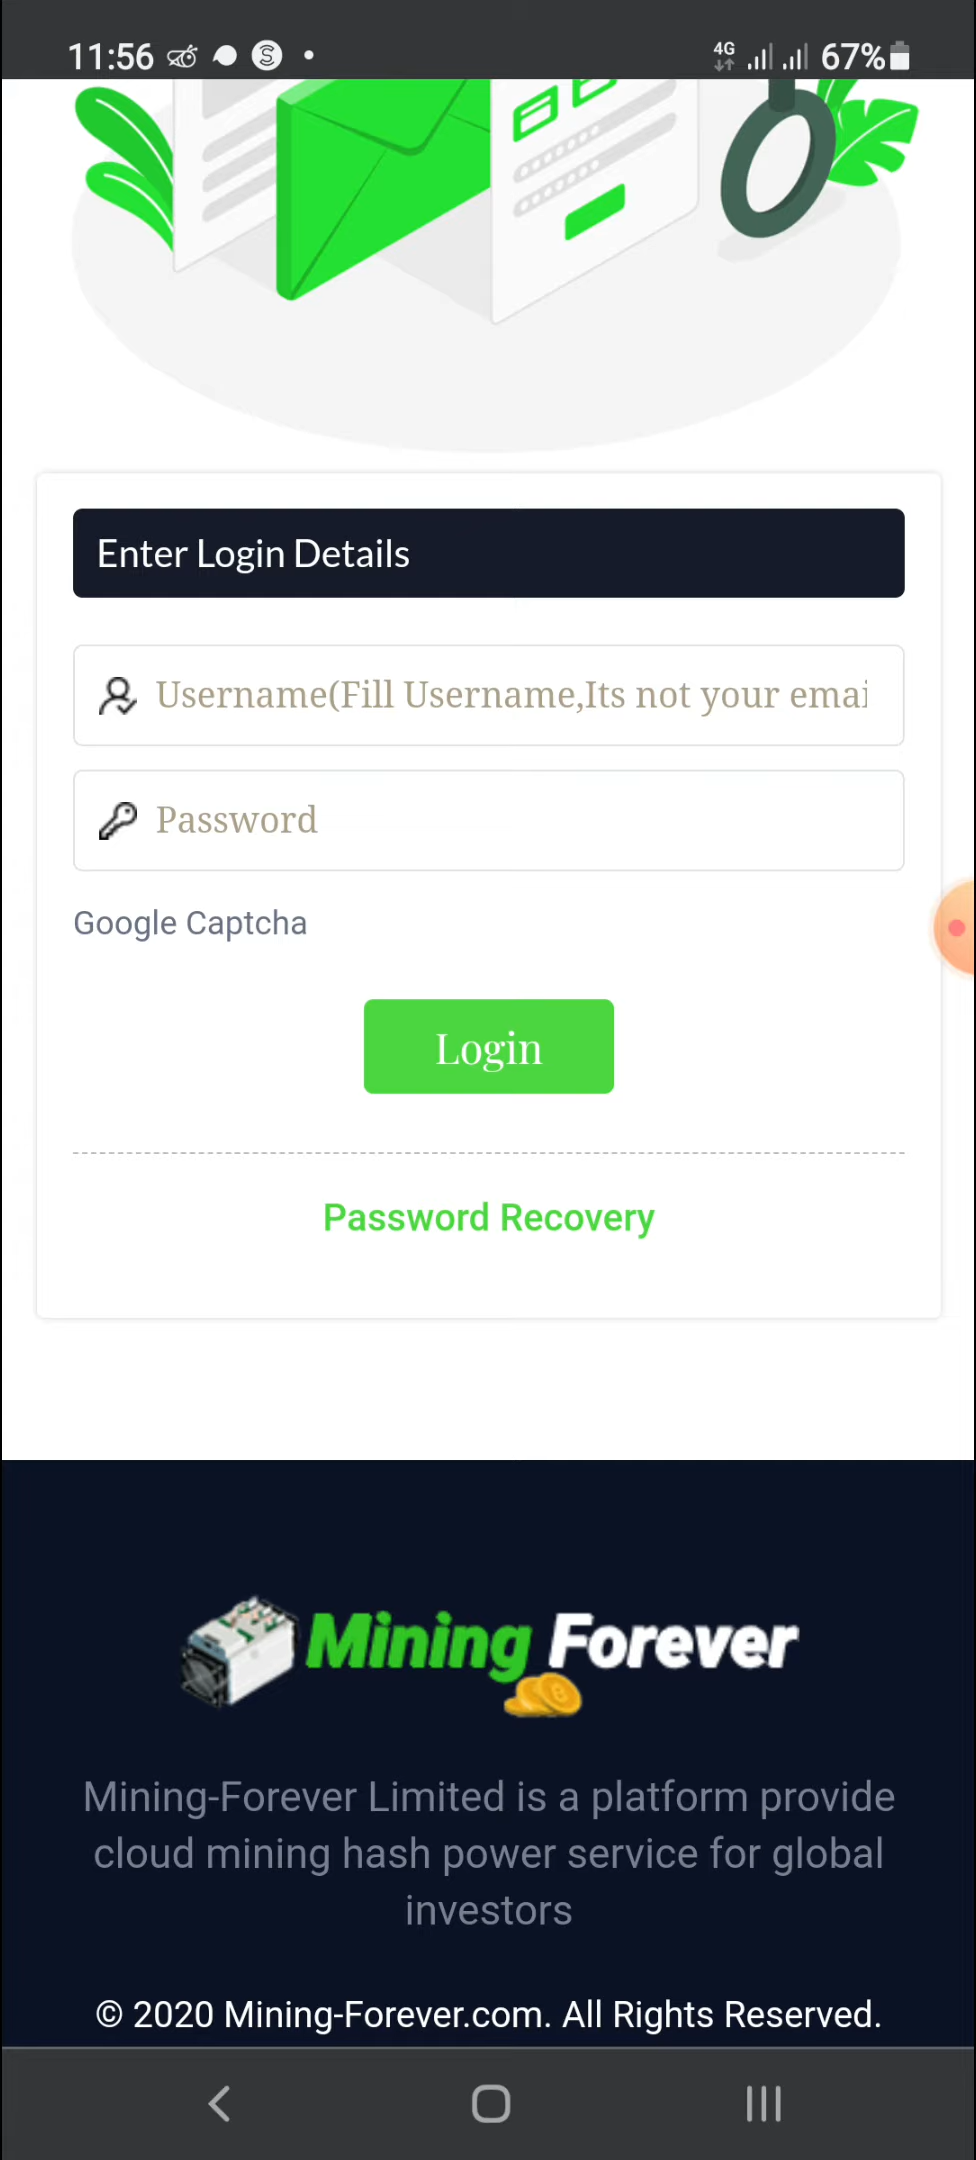 11:56
4G
67%
Enter Login Details
Username(Fill Username,Its not your emai
Password
Google Captcha
Login
Password Recovery
Mining Forever
Mining-Forever Limited is a platform provide
cloud mining hash power service for global
investors
© 2020 Mining-Forever.com. All Rights Reserved.